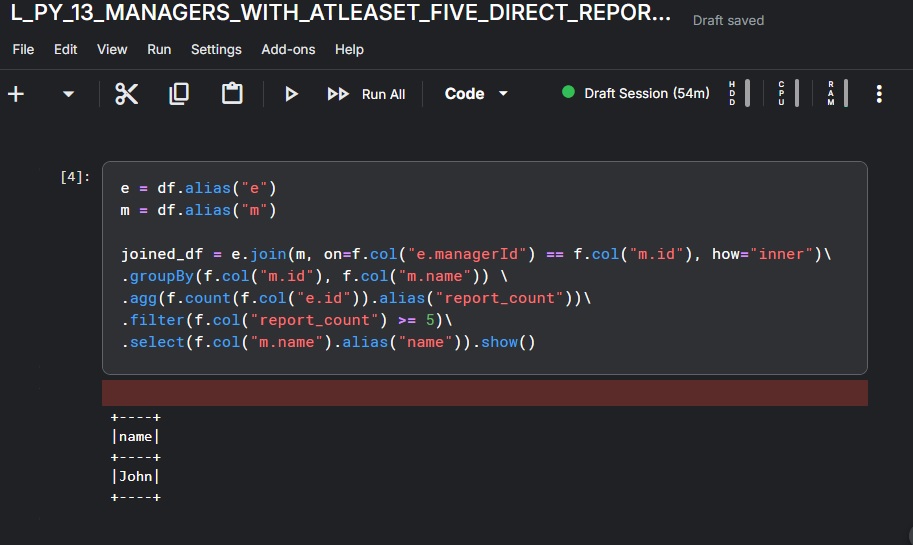 L_PY_13_MANAGERS_WITH_ATLEASET_FIVE_DIRECT_REPOR... Draft saved
File Edit View Run Settings Add-ons Help
+ Run All Code Draft Session (54m) HDD CPU RAM
[4]:
e = df.alias("e")
m = df.alias("m")
joined_df = e.join(m, on=f.col("e.managerId") == f.col("m.id"), how="inner")\
.groupBy(f.col("m.id"), f.col("m.name")) \
.agg(f.count(f.col("e.id")).alias("report_count"))\
.filter(f.col("report_count") >= 5)\
.select(f.col("m.name").alias("name")).show()
+----+
|name|
+----+
|John|
+----+